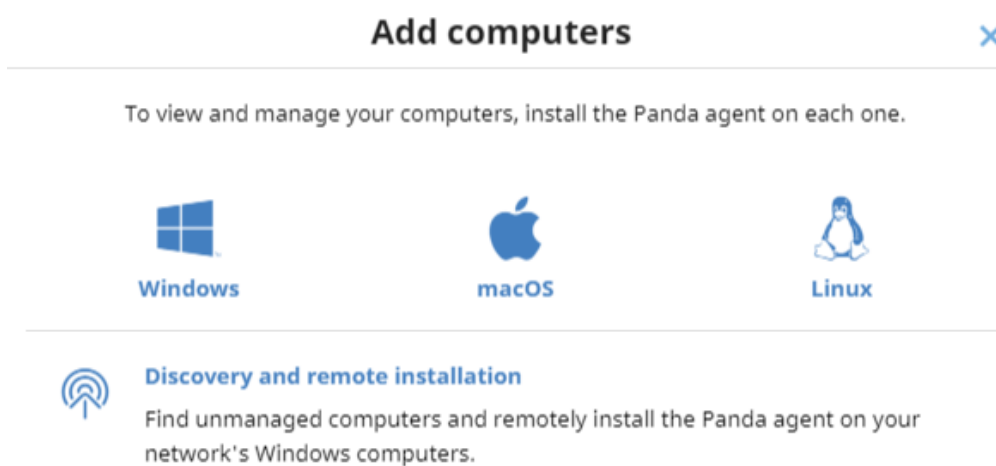 Add computers
To view and manage your computers, install the Panda agent on each one.
Windows
macOS
Linux
Discovery and remote installation
Find unmanaged computers and remotely install the Panda agent on your
network's Windows computers.